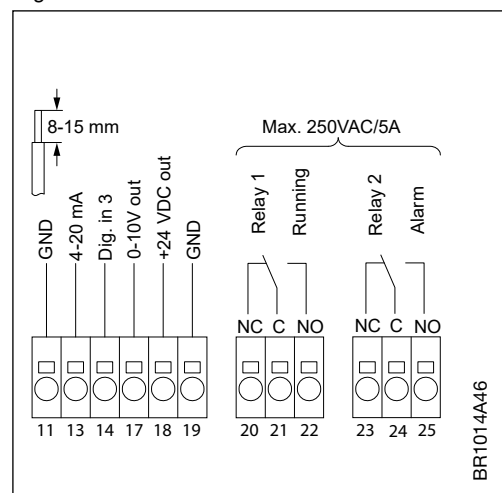 8-15 mm
GND
4-20 mA
Dig. in 3
0-10V out
+24 VDC out
GND
11 13 14 17 18 19
Max. 250VAC/5A
Relay 1
Running
NC C NO
20 21 22
Relay 2
Alarm
NC C NO
23 24 25
BR1014A46